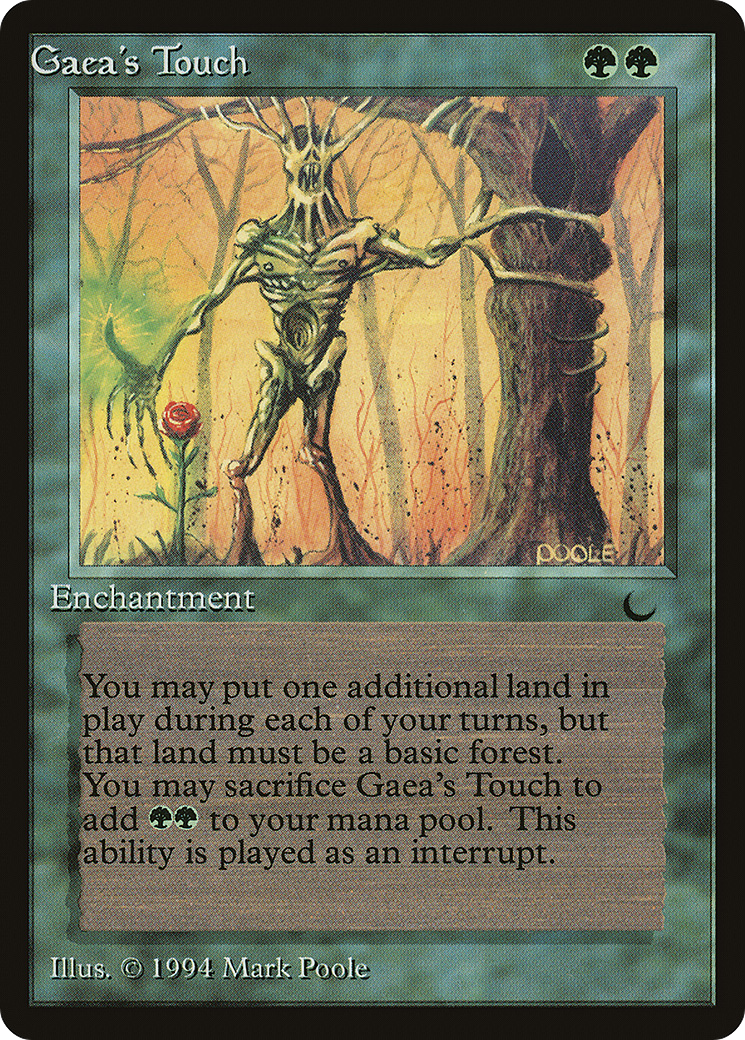 Gaea's Touch
POOLE
Enchantment
You may put one additional land in
play during each of your turns, but
that land must be a basic forest.
You may sacrifice Gaea's Touch to
add to your mana pool. This
ability is played as an interrupt.
Illus. © 1994 Mark Poole